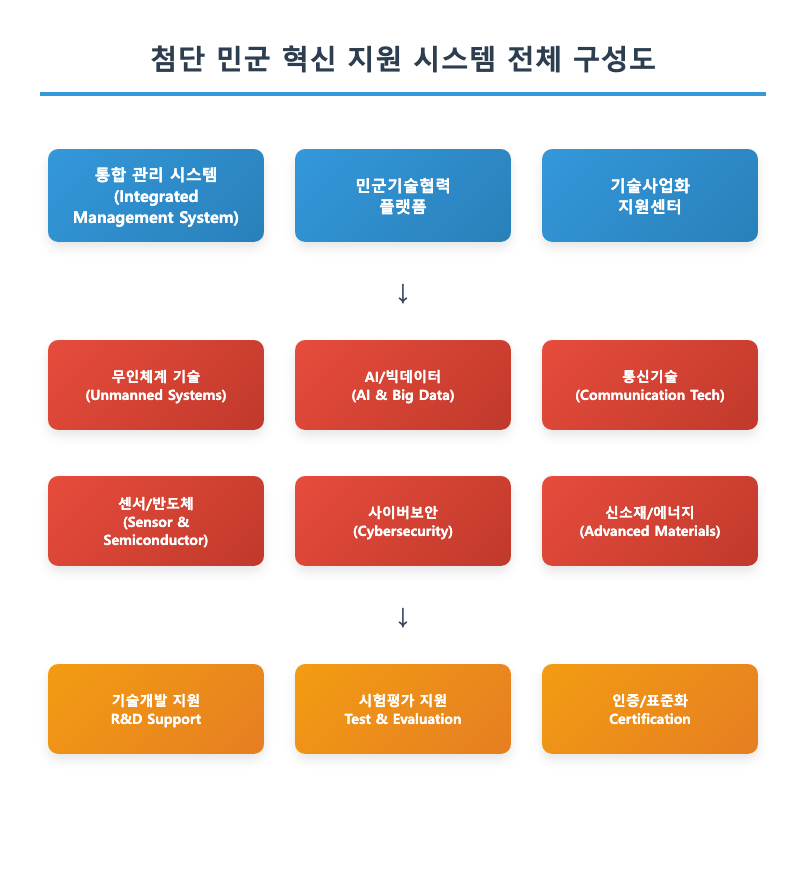 첨단 민군 혁신 지원 시스템 전체 구성도
통합 관리 시스템
(Integrated
Management System)
민군기술협력
플랫폼
기술사업화
지원센터
↓
무인체계 기술
(Unmanned Systems)
AI/빅데이터
(AI & Big Data)
통신기술
(Communication Tech)
센서/반도체
(Sensor &
Semiconductor)
사이버보안
(Cybersecurity)
신소재/에너지
(Advanced Materials)
↓
기술개발 지원
R&D Support
시험평가 지원
Test & Evaluation
인증/표준화
Certification